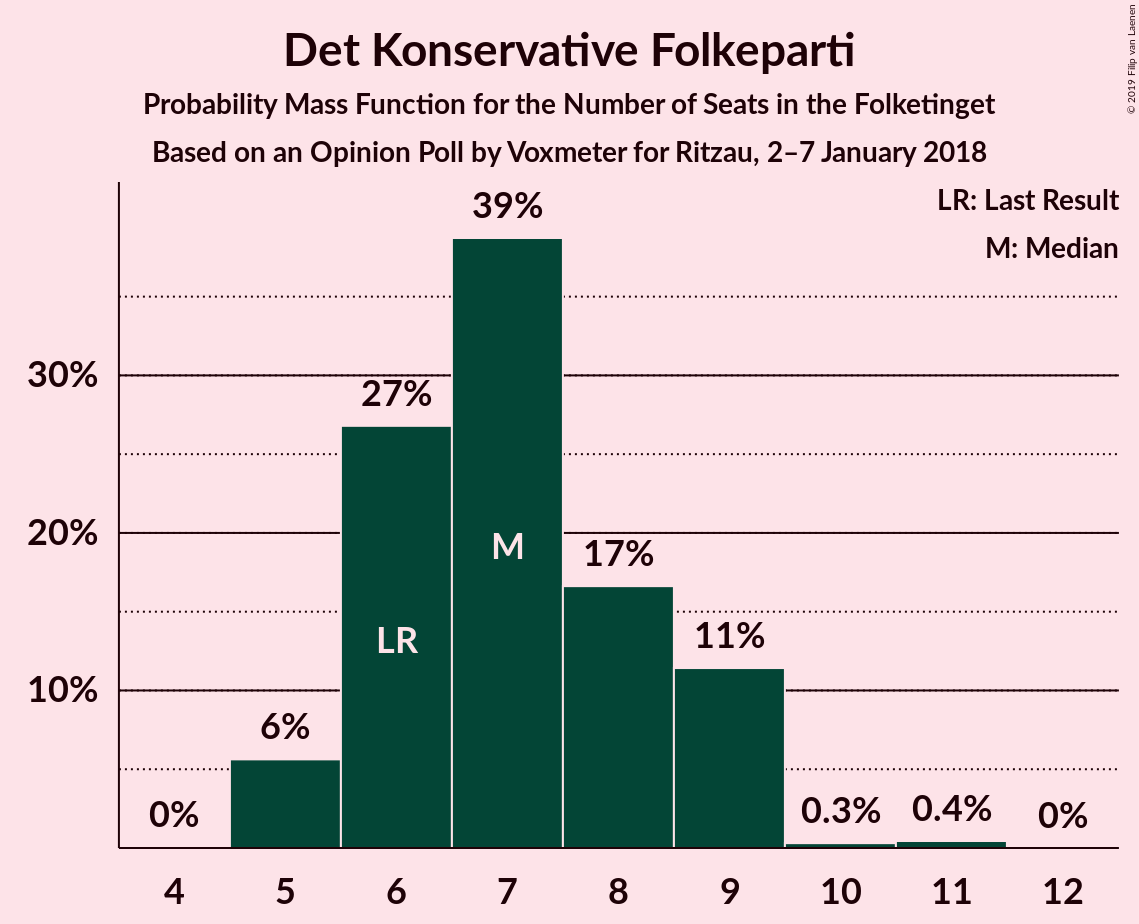 Det Konservative Folkeparti
Probability Mass Function for the Number of Seats in the Folketinget
Based on an Opinion Poll by Voxmeter for Ritzau, 2–7 January 2018
© 2019 Filip van Laenen
LR: Last Result
M: Median
39%
30%
27%
20%
M
17%
LR
11%
10%
6%
0%
0.3%
0.4%
0%
4 5 6 7 8 9 10 11 12